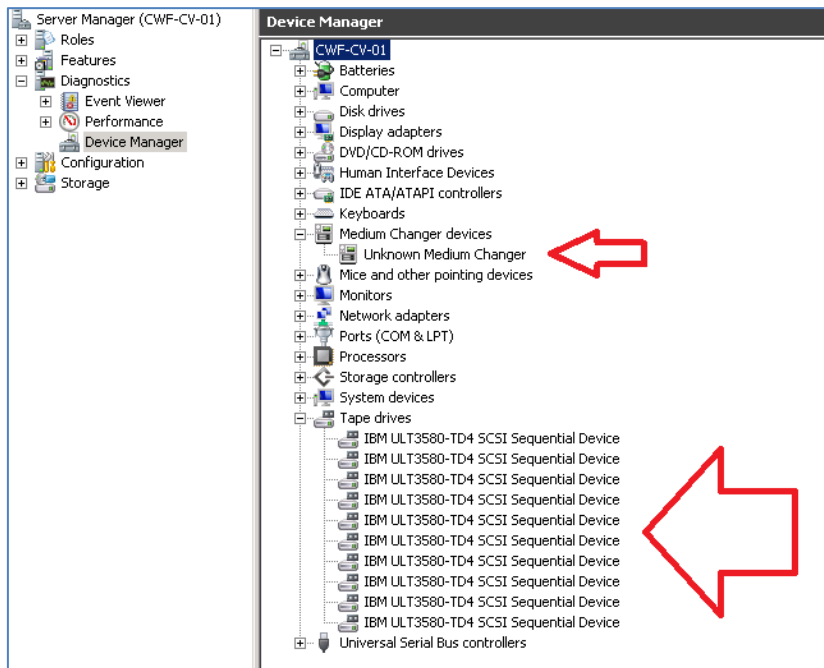 Server Manager (CWF-CV-01)
Roles
Features
Diagnostics
Event Viewer
Performance
Device Manager
Configuration
Storage
Device Manager
CWF-CV-01
Batteries
Computer
Disk drives
Display adapters
DVD/CD-ROM drives
Human Interface Devices
IDE ATA/ATAPI controllers
Keyboards
Medium Changer devices
Unknown Medium Changer
Mice and other pointing devices
Monitors
Network adapters
Ports (COM & LPT)
Processors
Storage controllers
System devices
Tape drives
IBM ULT3580-TD4 SCSI Sequential Device
IBM ULT3580-TD4 SCSI Sequential Device
IBM ULT3580-TD4 SCSI Sequential Device
IBM ULT3580-TD4 SCSI Sequential Device
IBM ULT3580-TD4 SCSI Sequential Device
IBM ULT3580-TD4 SCSI Sequential Device
IBM ULT3580-TD4 SCSI Sequential Device
IBM ULT3580-TD4 SCSI Sequential Device
IBM ULT3580-TD4 SCSI Sequential Device
IBM ULT3580-TD4 SCSI Sequential Device
Universal Serial Bus controllers